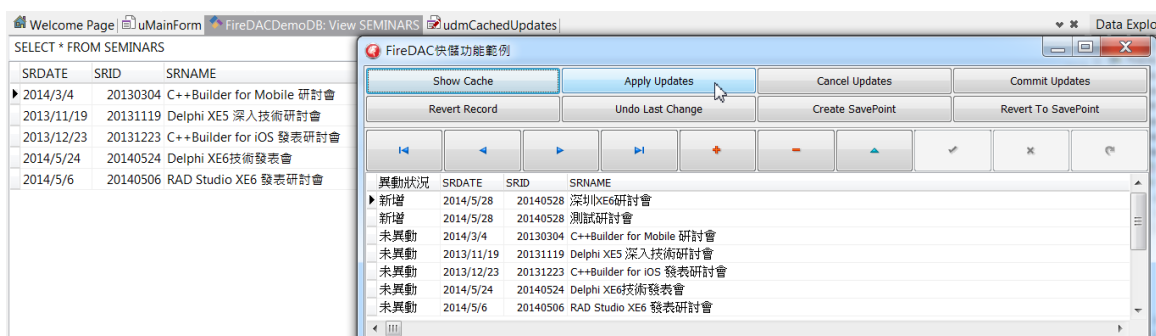 Welcome Page uMainForm FireDACDemoDB: View SEMINARS udmCachedUpdates Data Explo
SELECT * FROM SEMINARS
SRDATE SRID SRNAME
2014/3/4 20130304 C++Builder for Mobile 研討會
2013/11/19 20131119 Delphi XE5 深入技術研討會
2013/12/23 20131223 C++Builder for iOS 發表研討會
2014/5/24 20140524 Delphi XE6技術發表會
2014/5/6 20140506 RAD Studio XE6 發表研討會
FireDAC快儲功能範例
Show Cache Apply Updates Cancel Updates Commit Updates
Revert Record Undo Last Change Create SavePoint Revert To SavePoint
異動狀況 SRDATE SRID SRNAME
新增 2014/5/28 20140528 深圳XE6研討會
新增 2014/5/28 20140528 測試研討會
未異動 2014/3/4 20130304 C++Builder for Mobile 研討會
未異動 2013/11/19 20131119 Delphi XE5 深入技術研討會
未異動 2013/12/23 20131223 C++Builder for iOS 發表研討會
未異動 2014/5/24 20140524 Delphi XE6技術發表會
未異動 2014/5/6 20140506 RAD Studio XE6 發表研討會